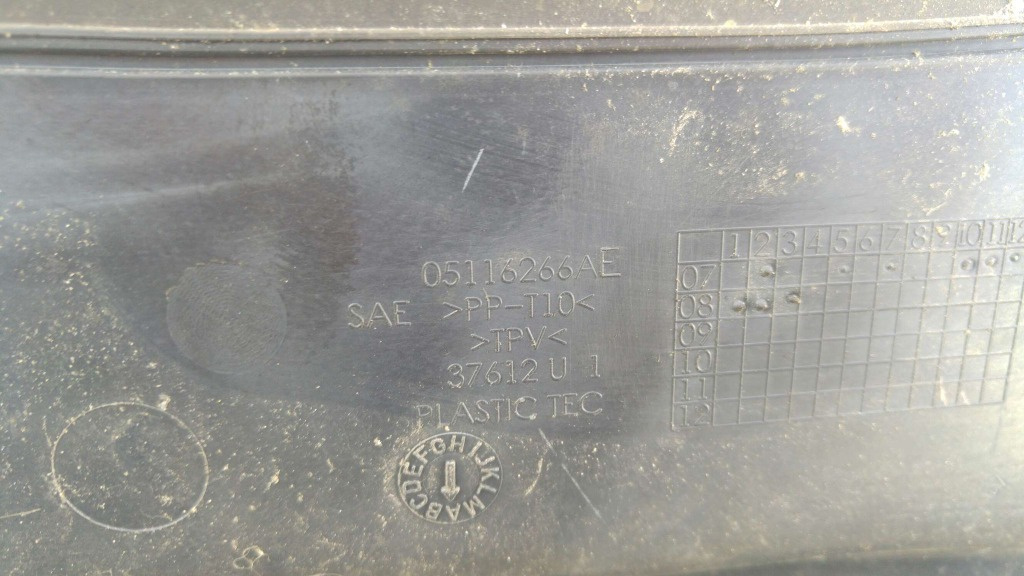 05116266AE
SAE >PP-T10<
>TPV<
37612 U 1
PLASTIC TEC
ABCDEFGHIJKLM
1 2 3 4 5 6 7 8 9 10 11 12
07
08
09
10
11
12